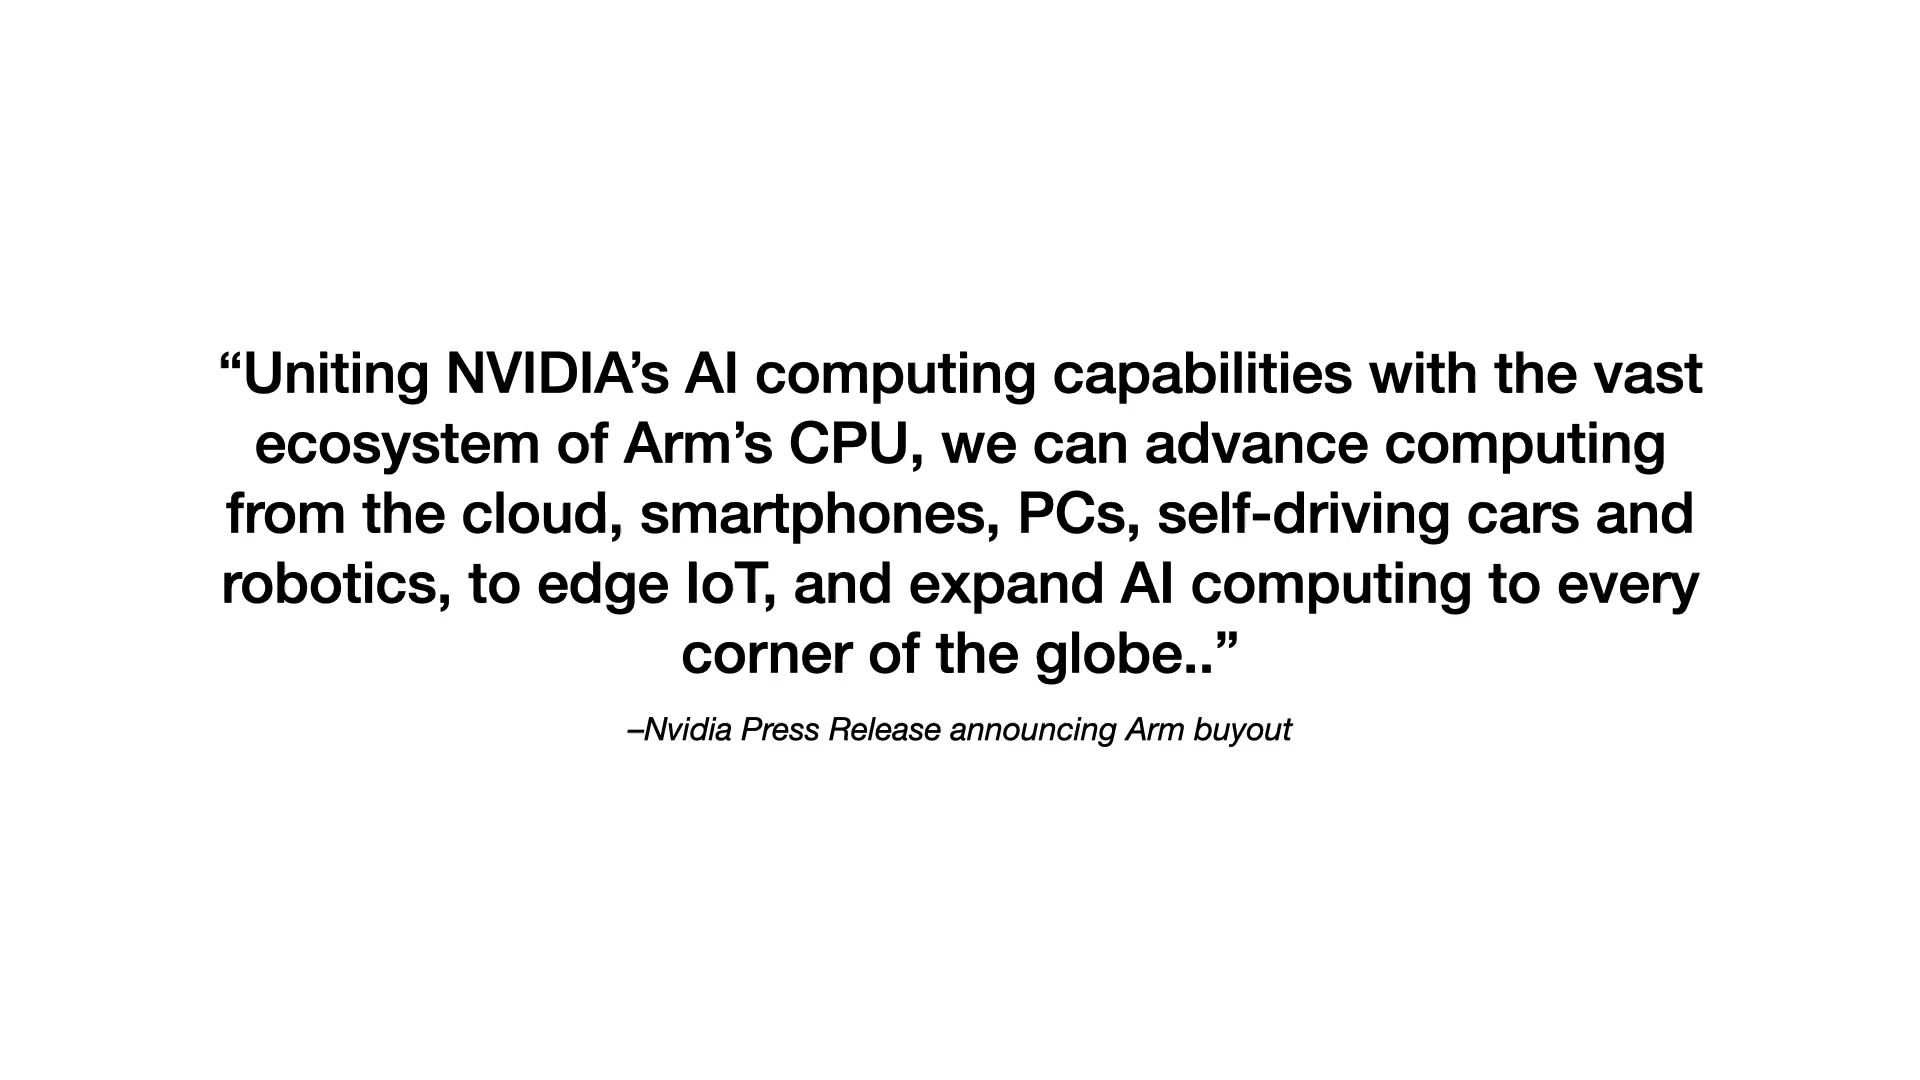 “Uniting NVIDIA’s AI computing capabilities with the vast
ecosystem of Arm’s CPU, we can advance computing
from the cloud, smartphones, PCs, self-driving cars and
robotics, to edge IoT, and expand AI computing to every
corner of the globe..”
–Nvidia Press Release announcing Arm buyout